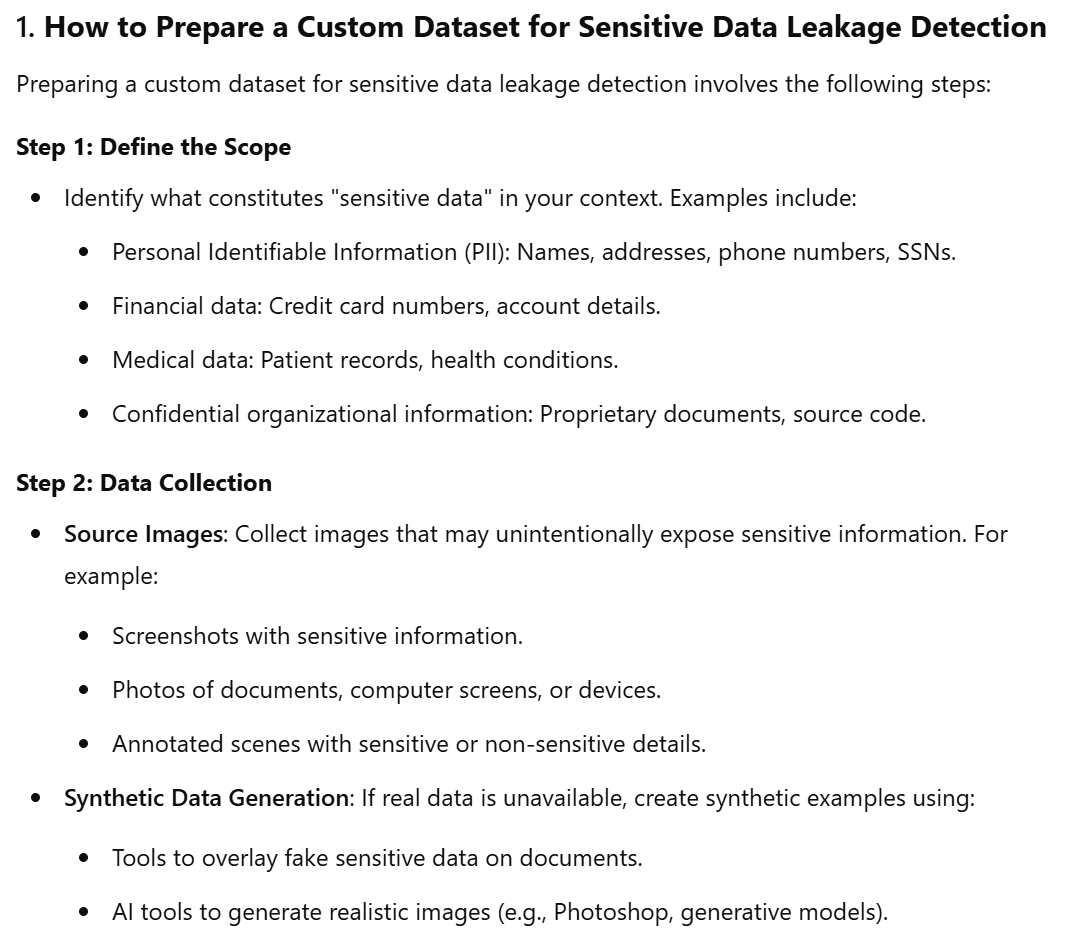 1. How to Prepare a Custom Dataset for Sensitive Data Leakage Detection
Preparing a custom dataset for sensitive data leakage detection involves the following steps:
Step 1: Define the Scope
• Identify what constitutes "sensitive data" in your context. Examples include:
• Personal Identifiable Information (PII): Names, addresses, phone numbers, SSNs.
• Financial data: Credit card numbers, account details.
• Medical data: Patient records, health conditions.
• Confidential organizational information: Proprietary documents, source code.
Step 2: Data Collection
• Source Images: Collect images that may unintentionally expose sensitive information. For
example:
• Screenshots with sensitive information.
• Photos of documents, computer screens, or devices.
• Annotated scenes with sensitive or non-sensitive details.
• Synthetic Data Generation: If real data is unavailable, create synthetic examples using:
• Tools to overlay fake sensitive data on documents.
• AI tools to generate realistic images (e.g., Photoshop, generative models).